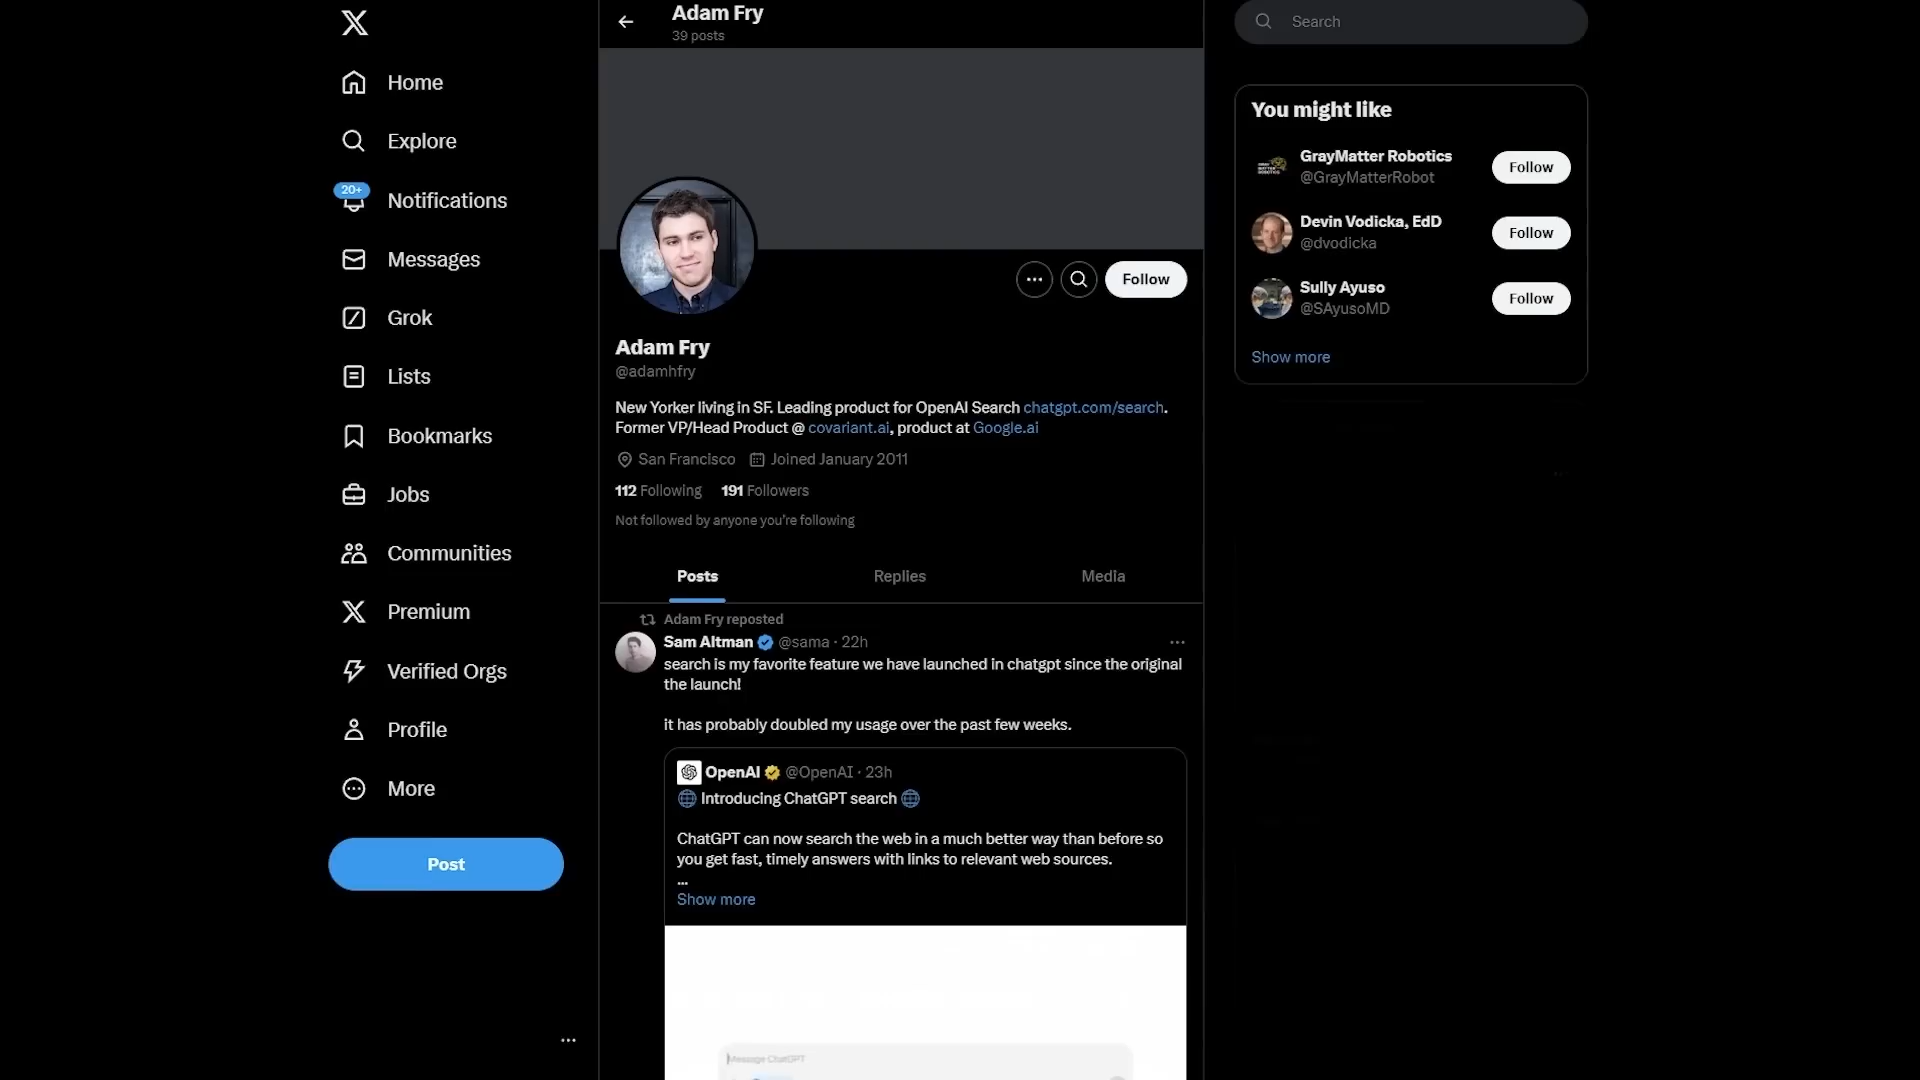 Home
Explore
20+
Notifications
Messages
Grok
Lists
Bookmarks
Jobs
Communities
Premium
Verified Orgs
Profile
More
Post
Adam Fry
39 posts
Follow
Adam Fry
@adamhfry
New Yorker living in SF. Leading product for OpenAI Search chatgpt.com/search.
Former VP/Head Product @ covariant.ai, product at Google.ai
San Francisco Joined January 2011
112 Following 191 Followers
Not followed by anyone you're following
Posts Replies Media
Adam Fry reposted
Sam Altman @sama · 22h
search is my favorite feature we have launched in chatgpt since the original
the launch!
it has probably doubled my usage over the past few weeks.
OpenAI @OpenAI · 23h
Introducing ChatGPT search
ChatGPT can now search the web in a much better way than before so
you get fast, timely answers with links to relevant web sources.
...
Show more
Message ChatGPT
Search
You might like
GrayMatter Robotics
@GrayMatterRobot
Follow
Devin Vodicka, EdD
@dvodicka
Follow
Sully Ayuso
@SAyusoMD
Follow
Show more